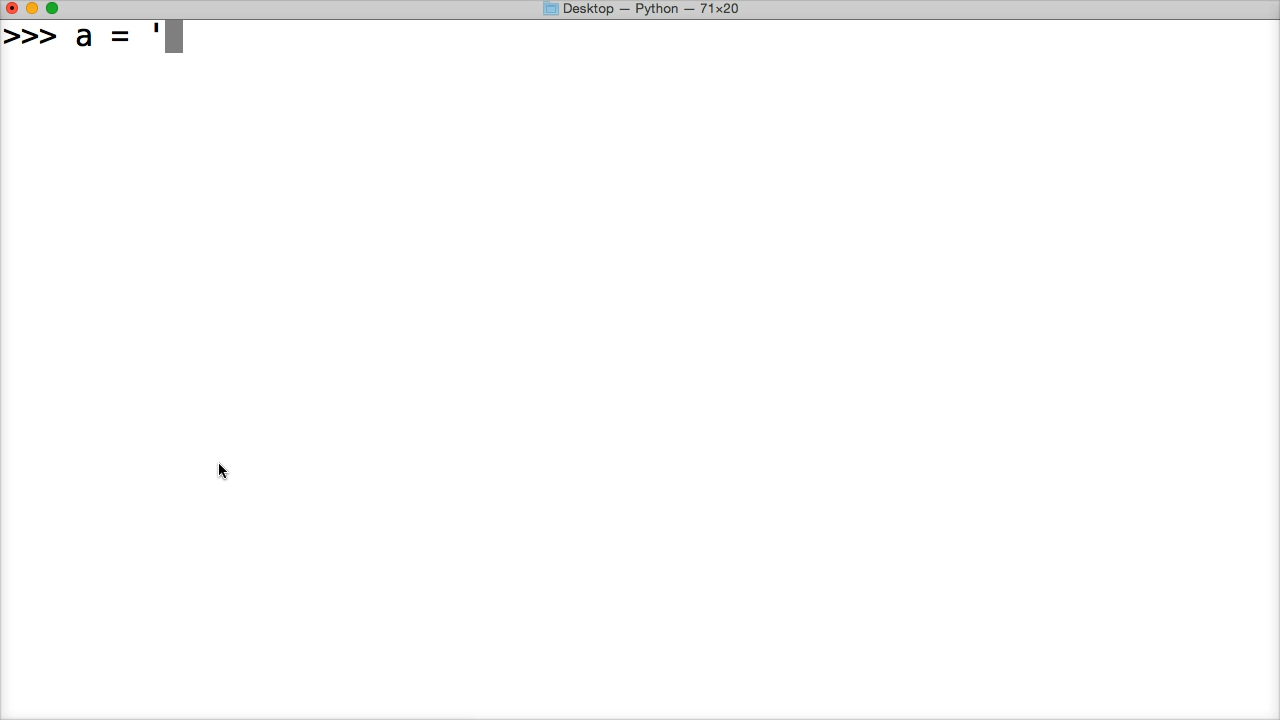 Desktop — Python — 71×20
>>> a = '